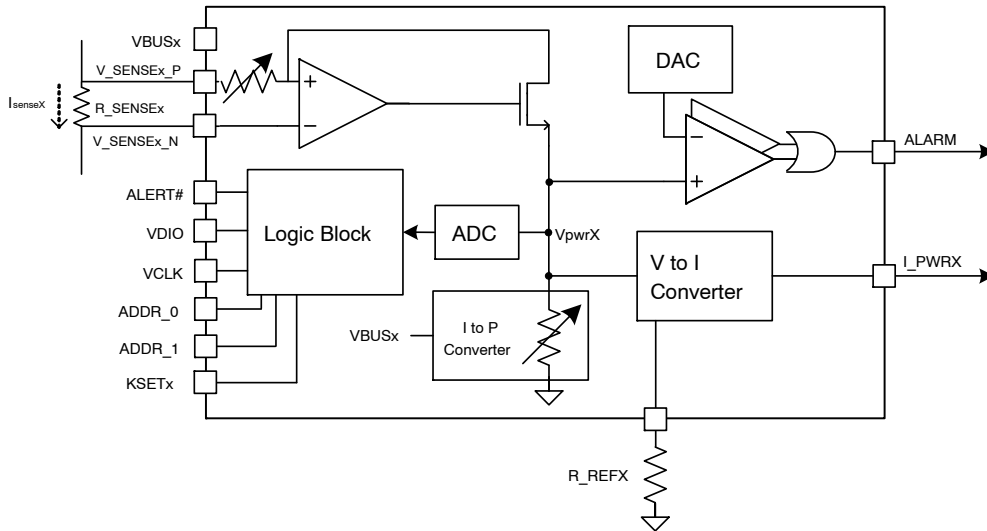 VBUSx
V_SENSEx_P
IsenseX
R_SENSEx
V_SENSEx_N
+
−
DAC
−
+
ALARM
ALERT#
VDIO
VCLK
ADDR_0
ADDR_1
KSETx
Logic Block
ADC
VpwrX
V to I
Converter
I_PWRX
VBUSx
I to P
Converter
R_REFX